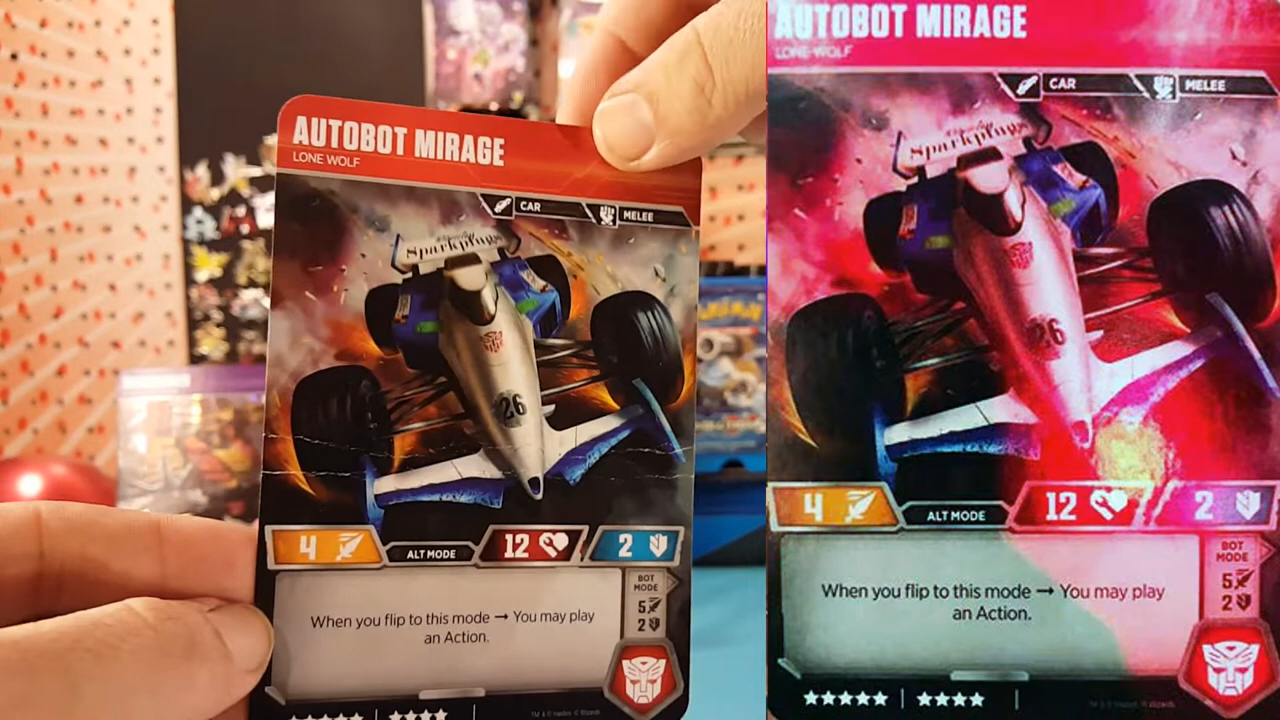 AUTOBOT MIRAGE
LONE WOLF
CAR
MELEE
Sparkplugs
26
4
ALT MODE
12
2
BOT
MODE
5
2
When you flip to this mode → You may play
an Action.
AUTOBOT MIRAGE
LONE WOLF
CAR
MELEE
Sparkplugs
26
4
ALT MODE
12
2
BOT
MODE
5
2
When you flip to this mode → You may play
an Action.